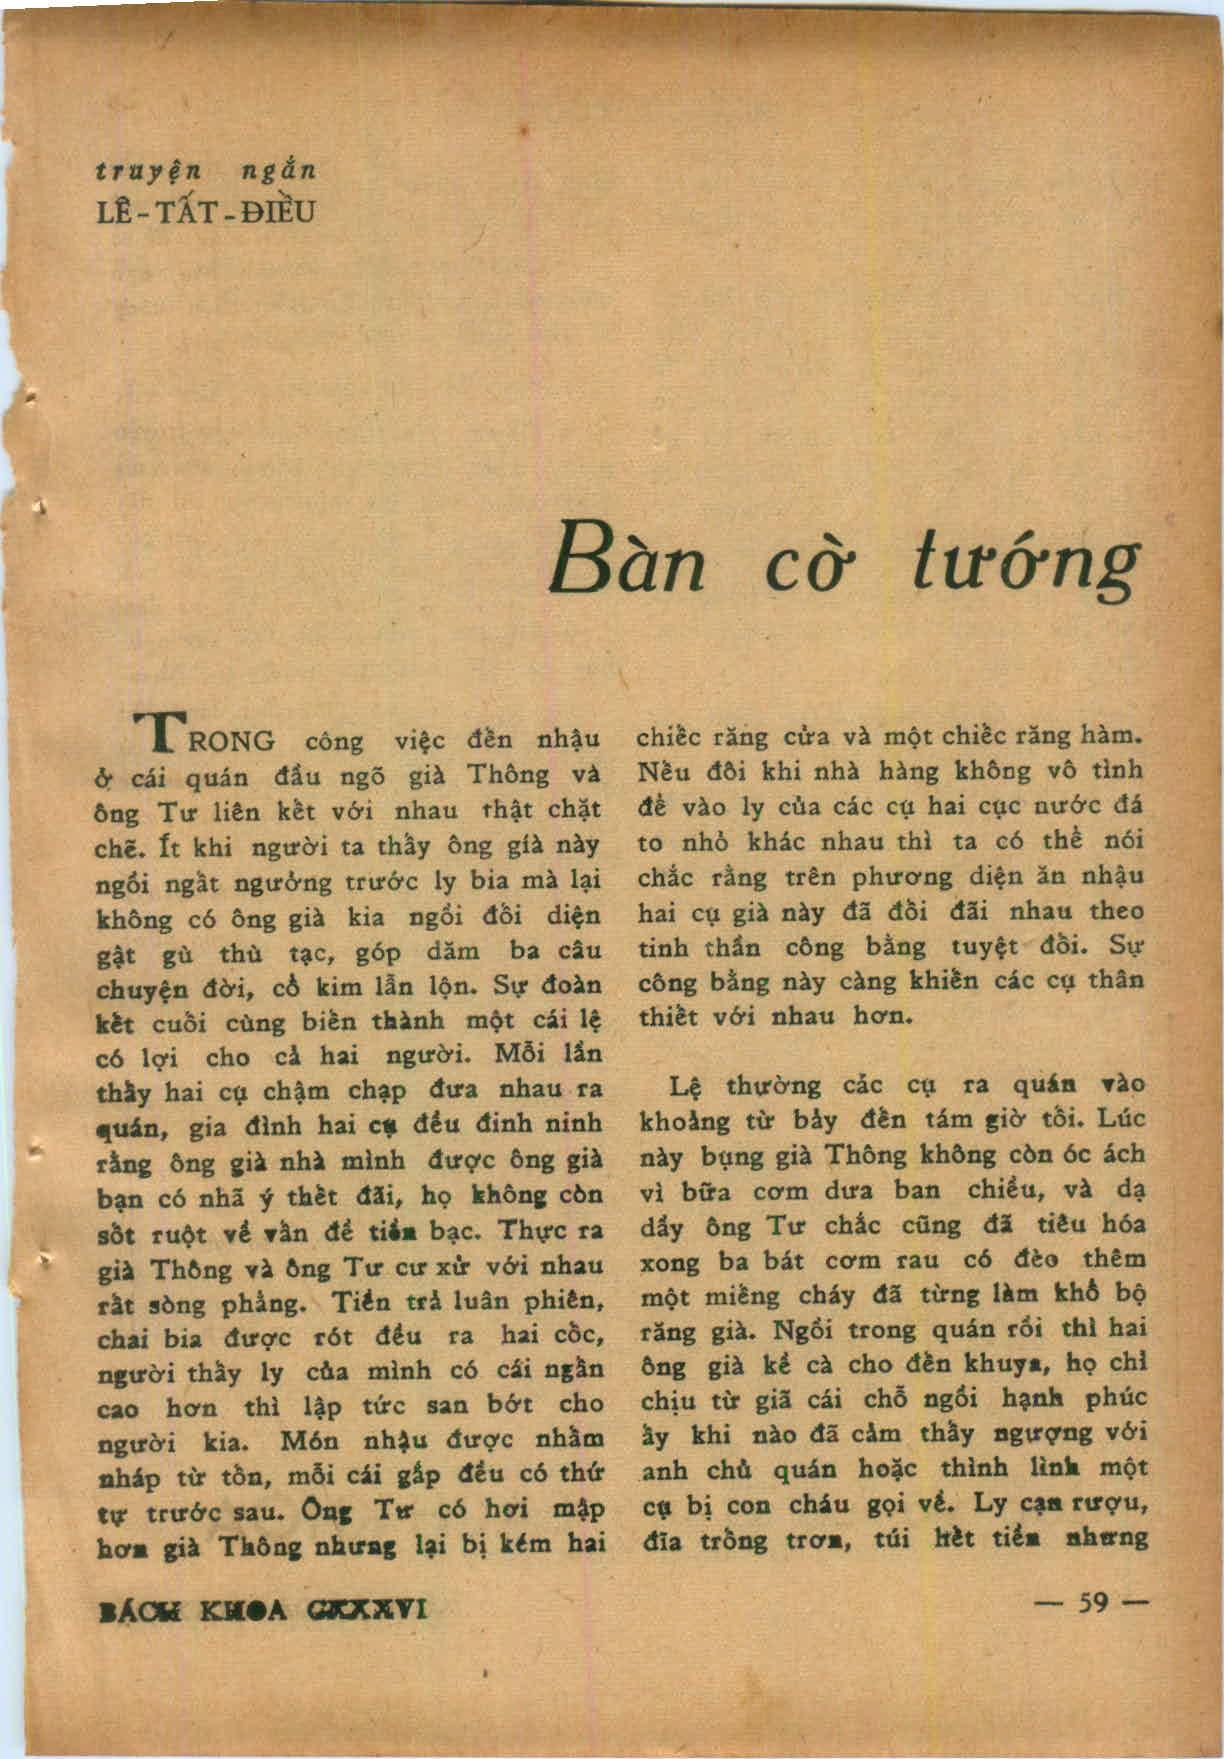 truyện ngắn
LÊ-TẤT-ĐIỀU
Bàn cờ tướng
TRONG công việc đến nhậu
ở cái quán đầu ngõ già Thông và
ông Tư liên kết với nhau thật chặt
chẽ. Ít khi người ta thấy ông già này
ngồi ngất ngưởng trước ly bia mà lại
không có ông già kia ngồi đối diện
gật gù thù tạc, góp dăm ba câu
chuyện đời, cổ kim lẫn lộn. Sự đoàn
kết cuối cùng biến thành một cái lệ
có lợi cho cả hai người. Mỗi lần
thấy hai cụ chậm chạp đưa nhau ra
quán, gia đình hai cụ đều đinh ninh
rằng ông già nhà mình được ông già
bạn có nhã ý thết đãi, họ không còn
sốt ruột về vấn đề tiền bạc. Thực ra
già Thông và ông Tư cư xử với nhau
rất sòng phẳng. Tiền trả luân phiên,
chai bia được rót đều ra hai cốc,
người thấy ly của mình có cái ngấn
cao hơn thì lập tức san bớt cho
người kia. Món nhậu được nhấm
nháp từ tốn, mỗi cái gắp đều có thứ
tự trước sau. Ông Tư có hơi mập
hơn già Thông nhưng lại bị kém hai
chiếc răng cửa và một chiếc răng hàm.
Nếu đôi khi nhà hàng không vô tình
để vào ly của các cụ hai cục nước đá
to nhỏ khác nhau thì ta có thể nói
chắc rằng trên phương diện ăn nhậu
hai cụ già này đã đối đãi nhau theo
tinh thần công bằng tuyệt đối. Sự
công bằng này càng khiến các cụ thân
thiết với nhau hơn.
Lệ thường các cụ ra quán vào
khoảng từ bảy đến tám giờ tối. Lúc
này bụng già Thông không còn óc ách
vì bữa cơm dưa ban chiều, và dạ
dầy ông Tư chắc cũng đã tiêu hóa
xong ba bát cơm rau có đèo thêm
một miếng cháy đã từng làm khổ bộ
răng già. Ngồi trong quán rồi thì hai
ông già kề cà cho đến khuya, họ chỉ
chịu từ giã cái chỗ ngồi hạnh phúc
ấy khi nào đã cảm thấy ngượng với
anh chủ quán hoặc thình lình một
cụ bị con cháu gọi về. Ly cạn rượu,
đĩa trống trơn, túi hết tiền nhưng
BÁCH KHOA CXXXVI
— 59 —